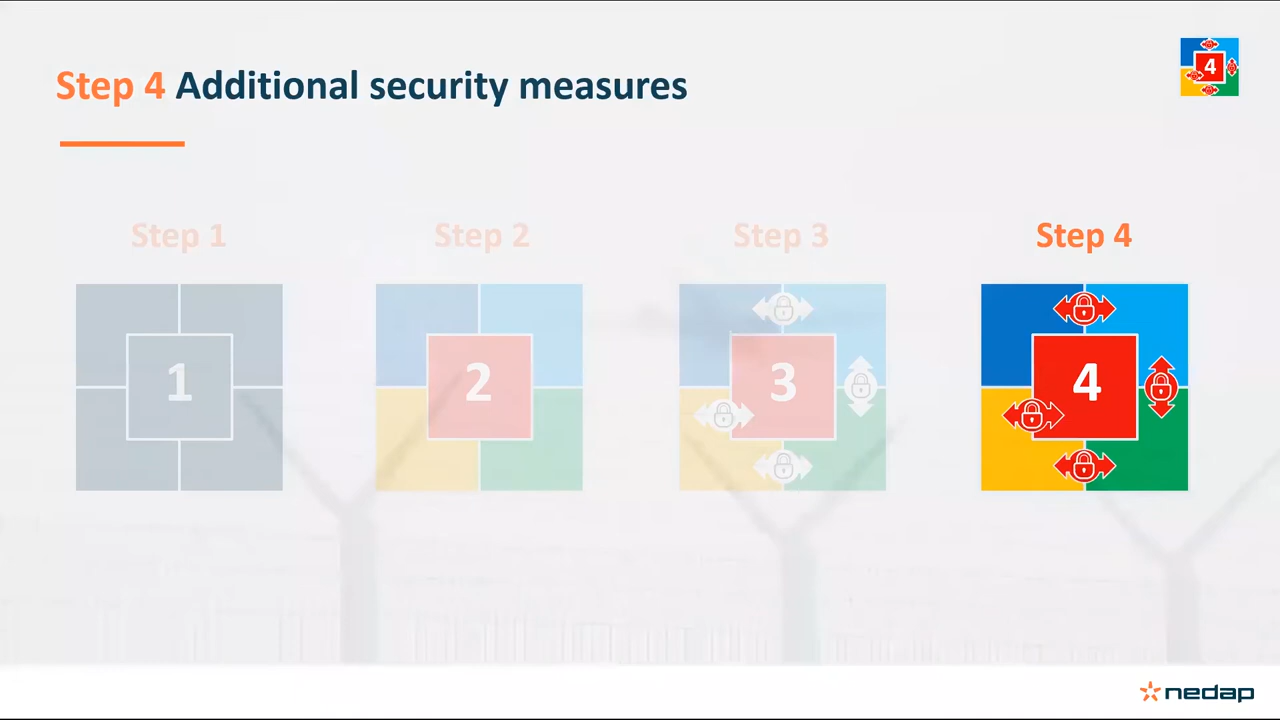 Step 4 Additional security measures
4
Step 1
Step 2
Step 3
Step 4
1
2
3
4
nedap